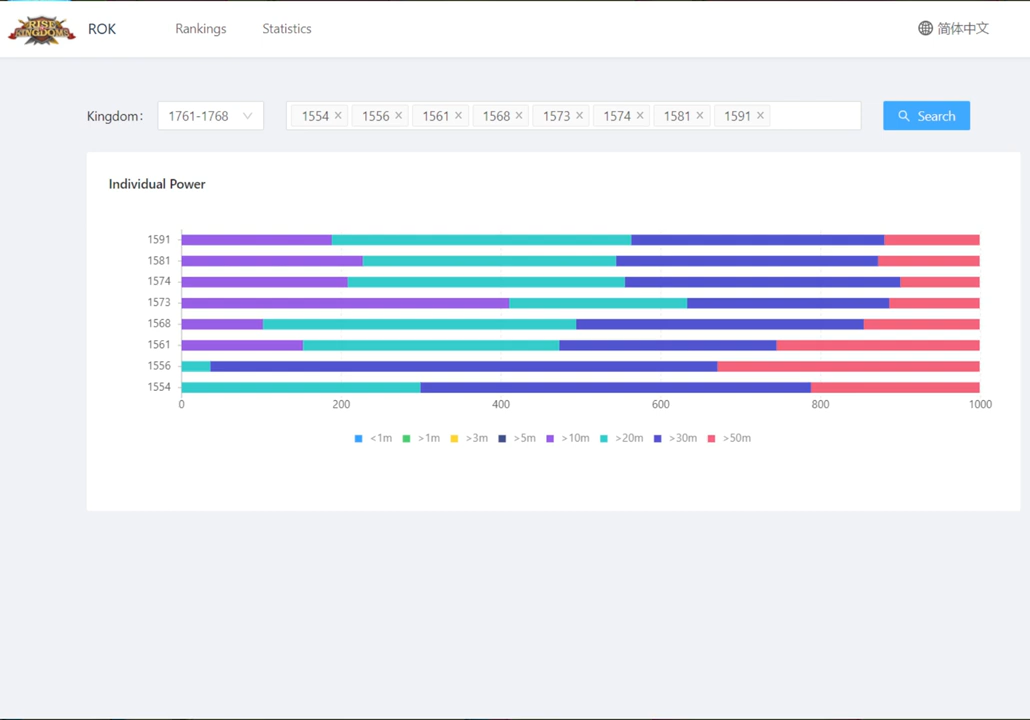 RISE OF KINGDOMS
ROK Rankings Statistics 简体中文
Kingdom: 1761-1768 1554 × 1556 × 1561 × 1568 × 1573 × 1574 × 1581 × 1591 × Search
Individual Power
1591
1581
1574
1573
1568
1561
1556
1554
0 200 400 600 800 1000
<1m >1m >3m >5m >10m >20m >30m >50m